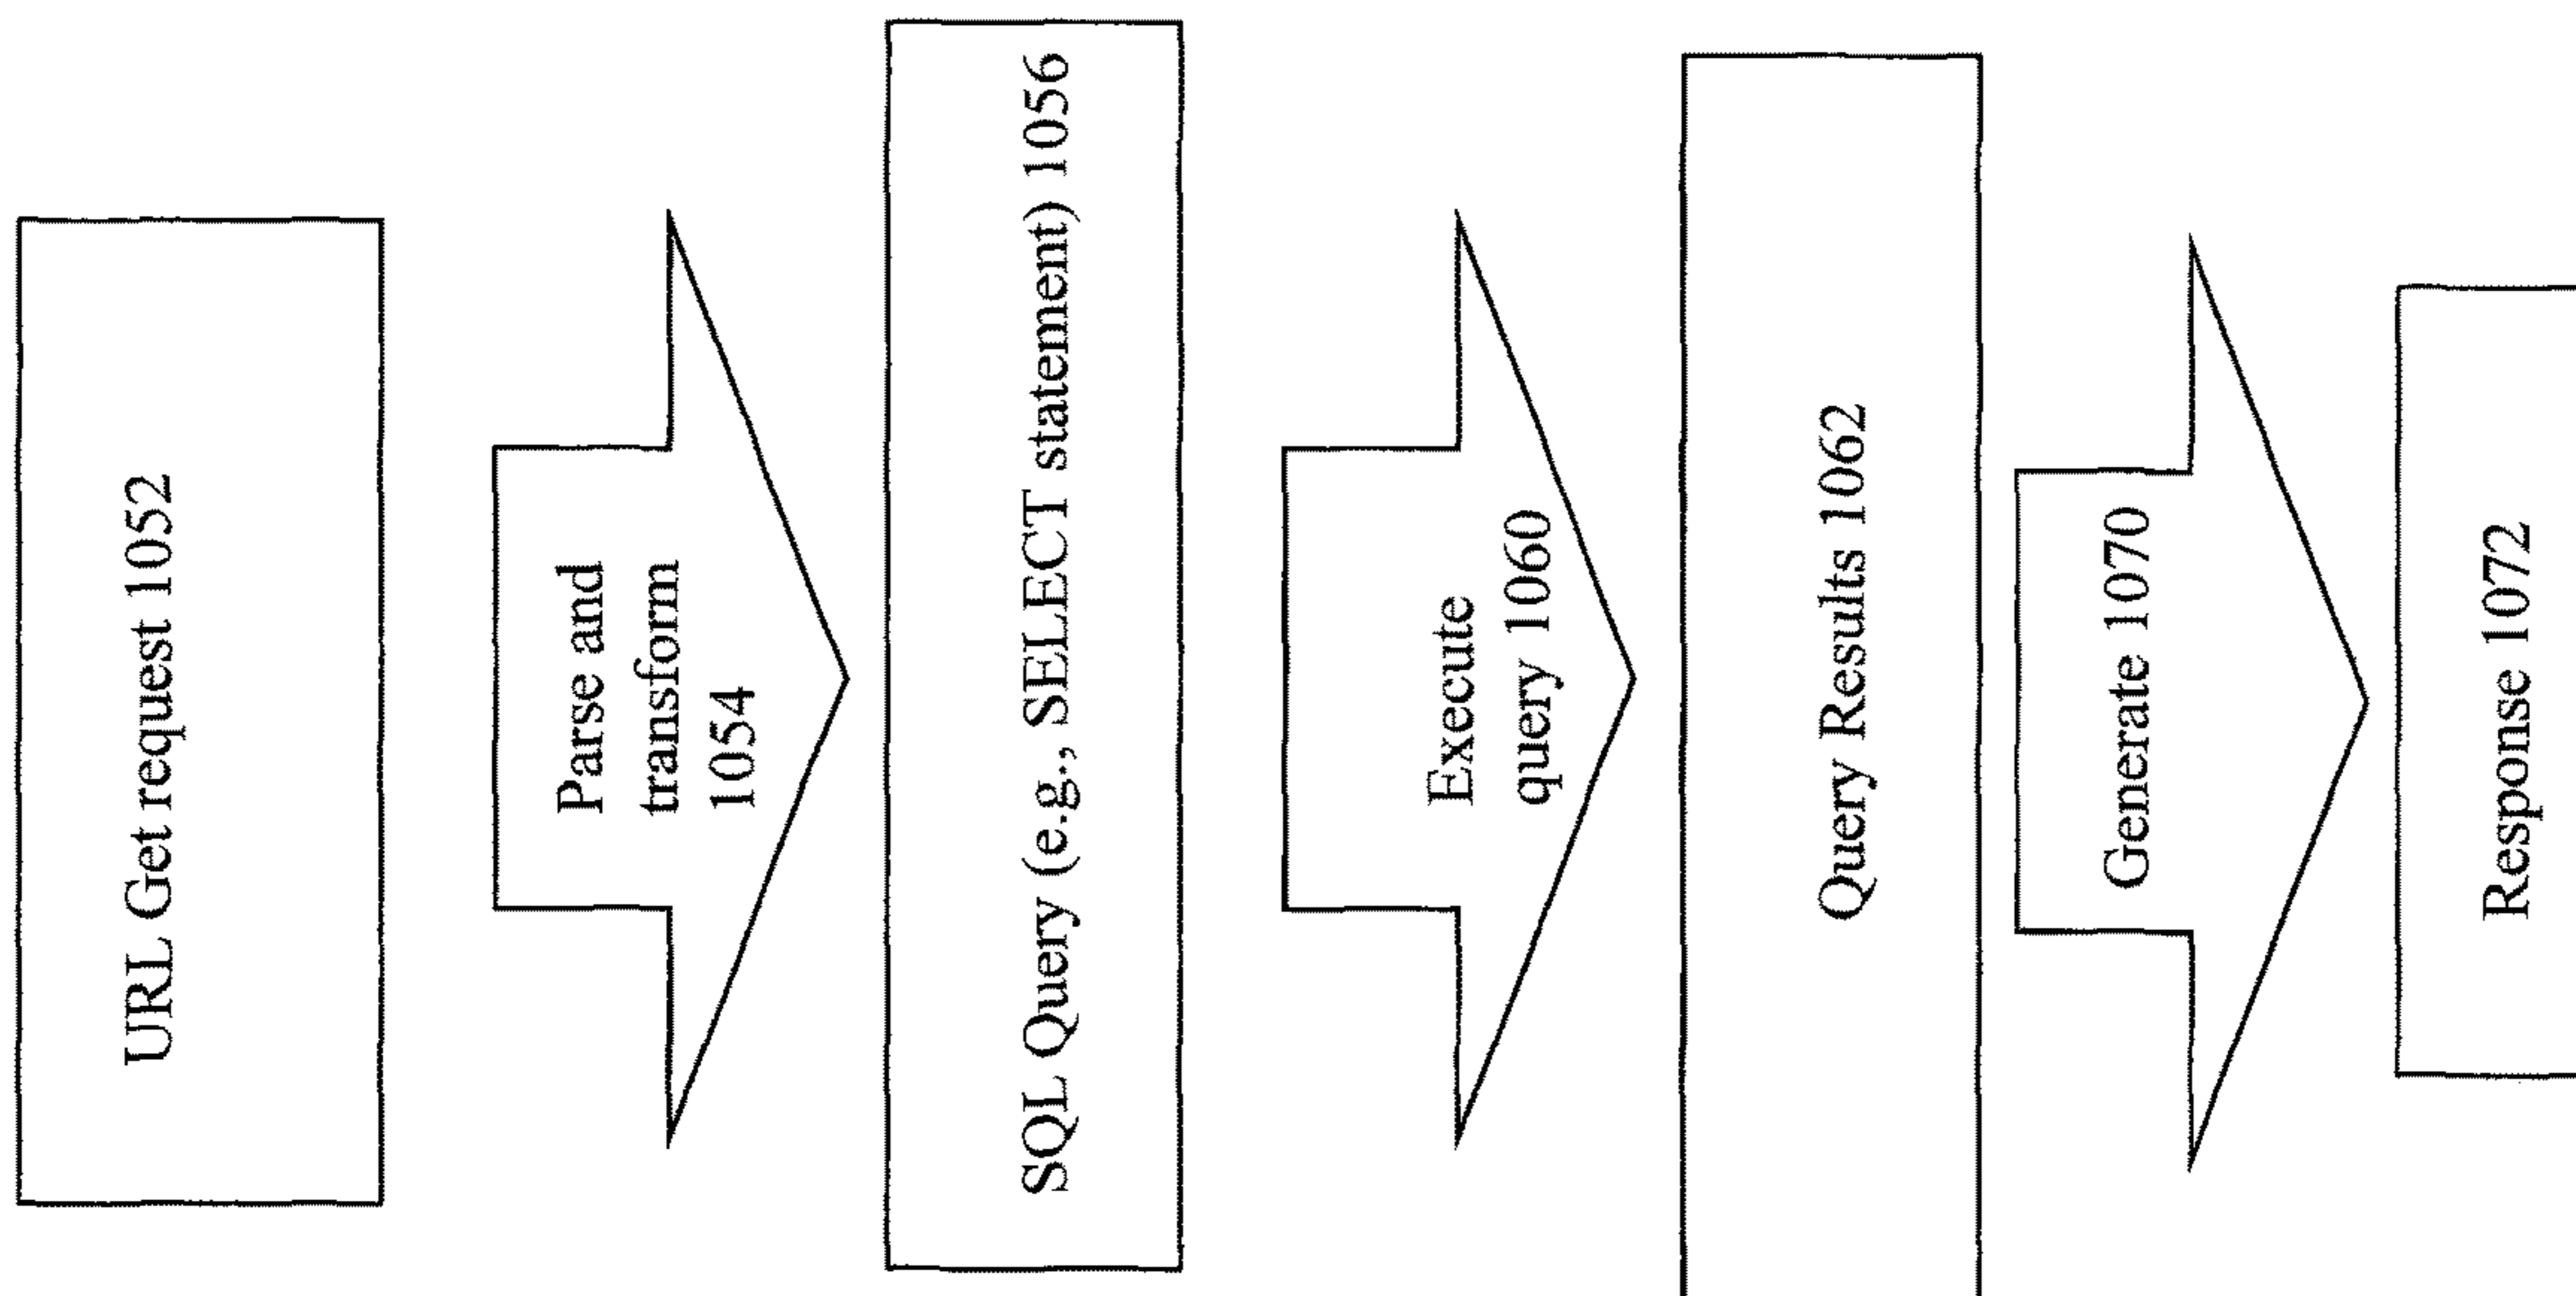 URL Get request 1052
Parse and
transform
1054
SQL Query (e.g., SELECT statement) 1056
Execute
query 1060
Query Results 1062
Generate 1070
Response 1072